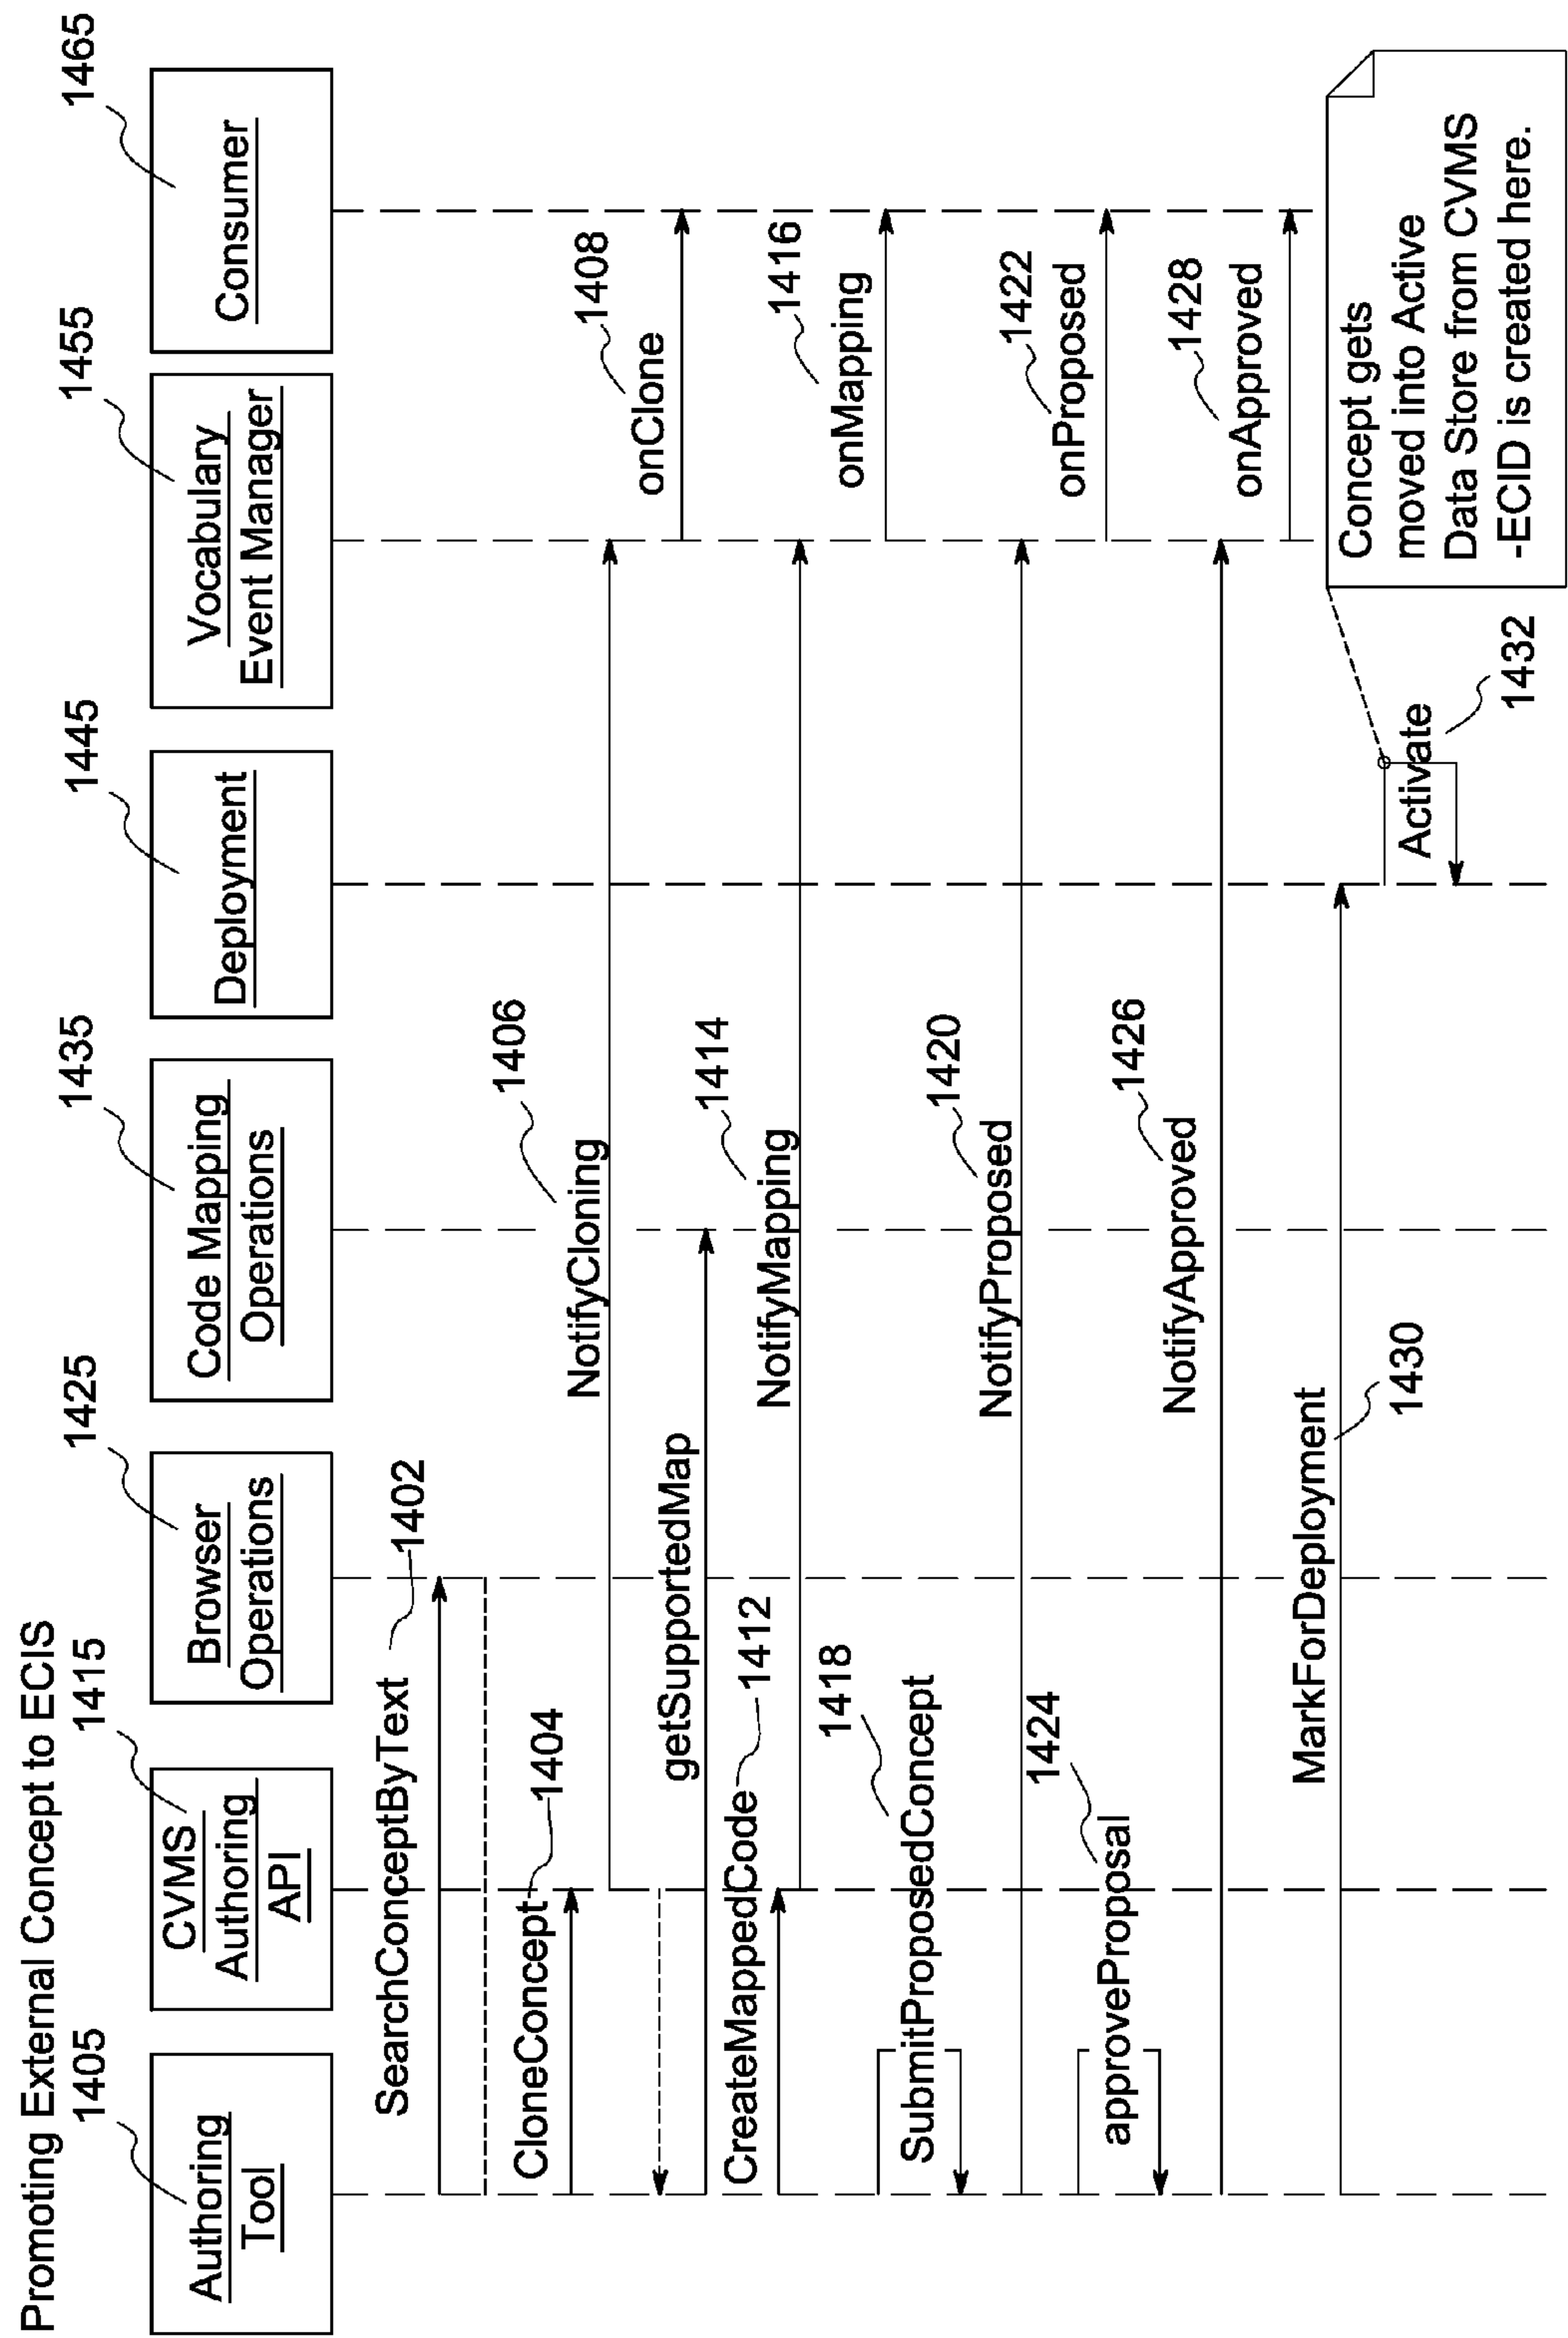 Promoting External Concept to ECIS
1405
1415
1425
1435
1445
1455
1465
Authoring
Tool
CVMS
Authoring
API
Browser
Operations
Code Mapping
Operations
Deployment
Vocabulary
Event Manager
Consumer
SearchConceptByText
1402
CloneConcept
1404
NotifyCloning
1406
onClone
1408
getSupportedMap
CreateMappedCode
1412
NotifyMapping
1414
onMapping
1416
SubmitProposedConcept
1418
NotifyProposed
1420
onProposed
1422
approveProposal
1424
NotifyApproved
1426
onApproved
1428
MarkForDeployment
1430
Activate
1432
Concept gets
moved into Active
Data Store from CVMS
-ECID is created here.